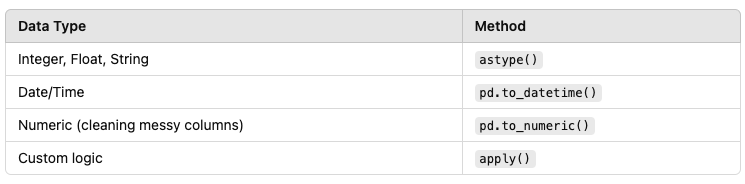 Data Type Method
Integer, Float, String astype()
Date/Time pd.to_datetime()
Numeric (cleaning messy columns) pd.to_numeric()
Custom logic apply()